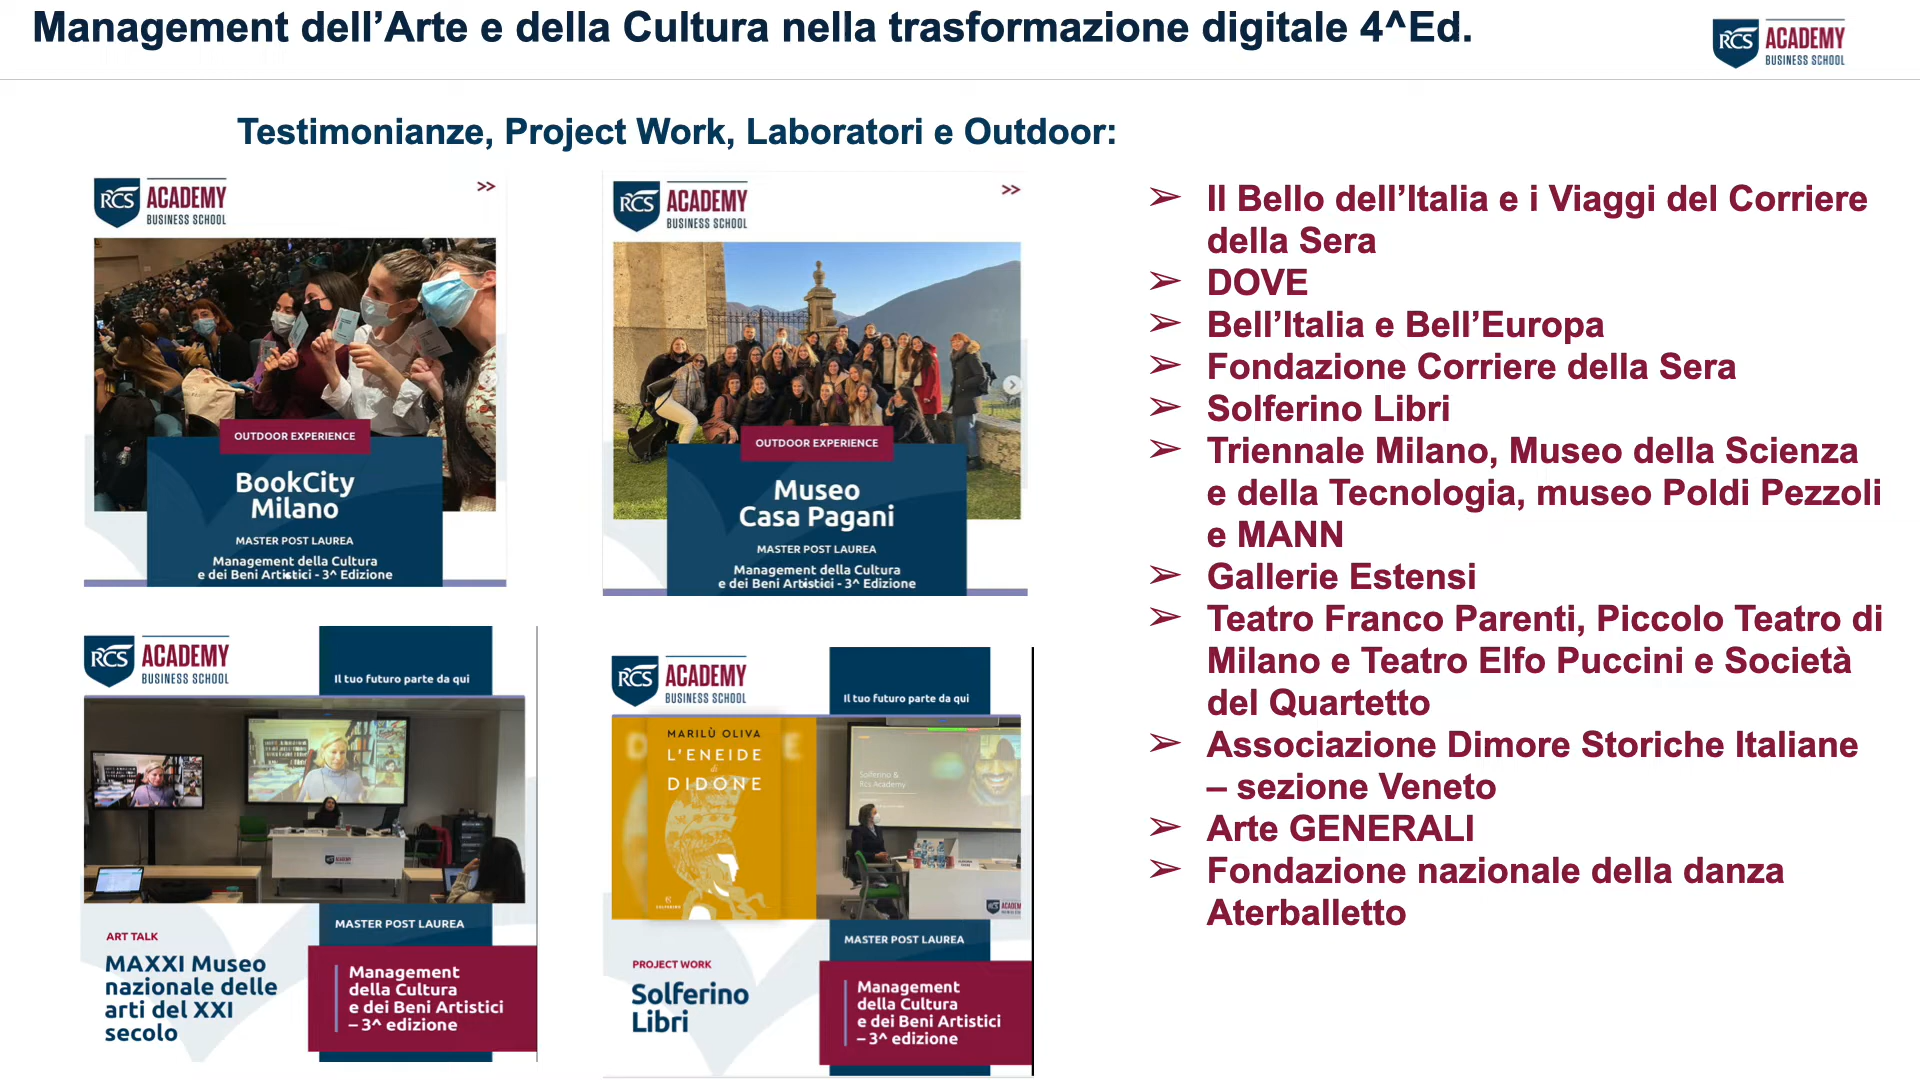 Management dell’Arte e della Cultura nella trasformazione digitale 4^Ed.
RCS ACADEMY
BUSINESS SCHOOL
Testimonianze, Project Work, Laboratori e Outdoor:
RCS ACADEMY
BUSINESS SCHOOL
>>
OUTDOOR EXPERIENCE
BookCity
Milano
MASTER POST LAUREA
Management della Cultura
e dei Beni Artistici - 3^ Edizione
RCS ACADEMY
BUSINESS SCHOOL
>>
OUTDOOR EXPERIENCE
Museo
Casa Pagani
MASTER POST LAUREA
Management della Cultura
e dei Beni Artistici - 3^ Edizione
RCS ACADEMY
BUSINESS SCHOOL
Il tuo futuro parte da qui
RCS ACADEMY
MASTER POST LAUREA
ART TALK
MAXXI Museo
nazionale delle
arti del XXI
secolo
Management
della Cultura
e dei Beni Artistici
– 3^ edizione
RCS ACADEMY
BUSINESS SCHOOL
Il tuo futuro parte da qui
MARILÙ OLIVA
L'ENEIDE
di
DIDONE
SOLFERINO
Solferino &
Rcs Academy
ACADEMY
MASTER POST LAUREA
PROJECT WORK
Solferino
Libri
Management
della Cultura
e dei Beni Artistici
– 3^ edizione
➢ Il Bello dell’Italia e i Viaggi del Corriere
della Sera
➢ DOVE
➢ Bell’Italia e Bell’Europa
➢ Fondazione Corriere della Sera
➢ Solferino Libri
➢ Triennale Milano, Museo della Scienza
e della Tecnologia, museo Poldi Pezzoli
e MANN
➢ Gallerie Estensi
➢ Teatro Franco Parenti, Piccolo Teatro di
Milano e Teatro Elfo Puccini e Società
del Quartetto
➢ Associazione Dimore Storiche Italiane
– sezione Veneto
➢ Arte GENERALI
➢ Fondazione nazionale della danza
Aterballetto